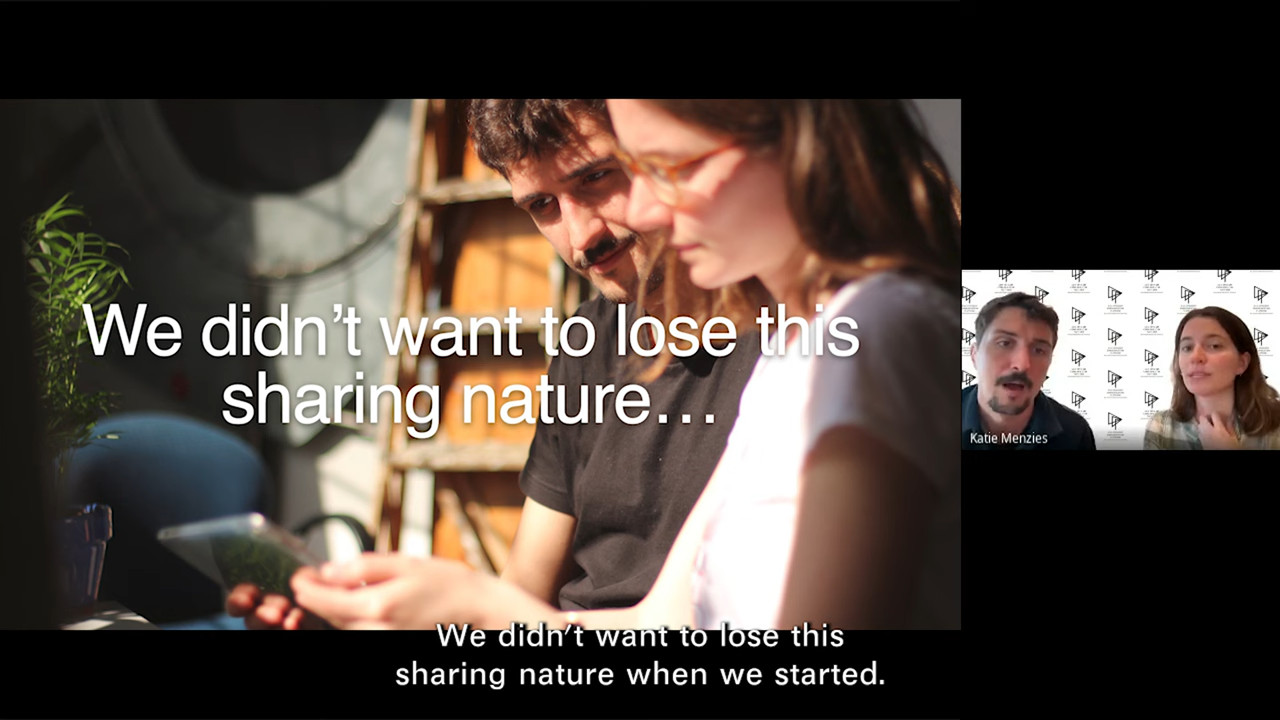 We didn’t want to lose this
sharing nature…
Katie Menzies
We didn’t want to lose this
sharing nature when we started.